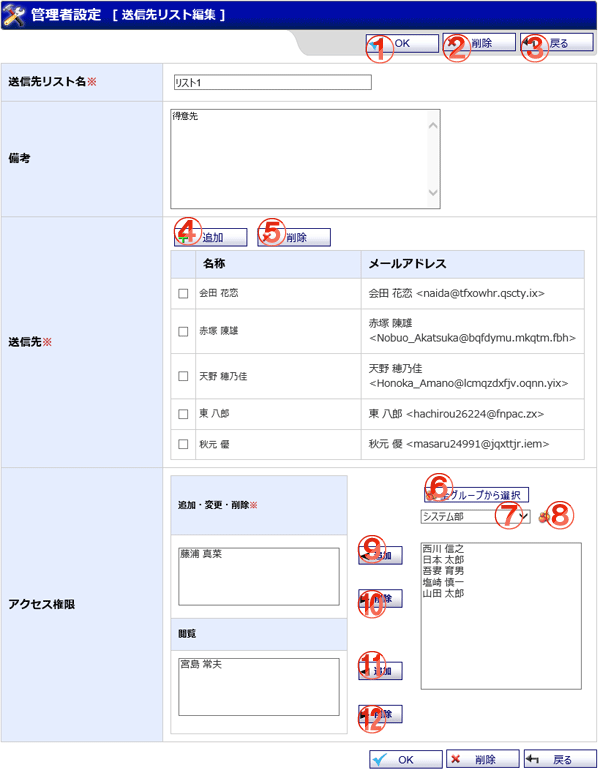 管理者設定 [ 送信先リスト編集 ]
① OK ② 削除 ③ 戻る
送信先リスト名※ リスト1
備考 得意先
④ 追加 ⑤ 削除
名称 メールアドレス
会田 花恋 会田 花恋 <naida@tfxowhr.qscty.ix>
赤塚 陳雄 赤塚 陳雄
<Nobuo_Akatsuka@bqfdymu.mkqtm.fbh>
送信先※
天野 穂乃佳 天野 穂乃佳
<Honoka_Amano@lcmqzdxfjv.oqnn.yix>
東 八郎 東 八郎 <hachirou26224@fnpac.zx>
秋元 優 秋元 優 <masaru24991@jqxttjr.iem>
アクセス権限
追加・変更・削除※
藤浦 真菜
閲覧
宮島 常夫
⑨ 追加
⑩ 削除
⑪ 追加
⑫ 削除
⑥ グループから選択
システム部 ⑦ ⑧
西川 信之
日本 太郎
吾妻 育男
塩崎 慎一
山田 太郎
OK 削除 戻る